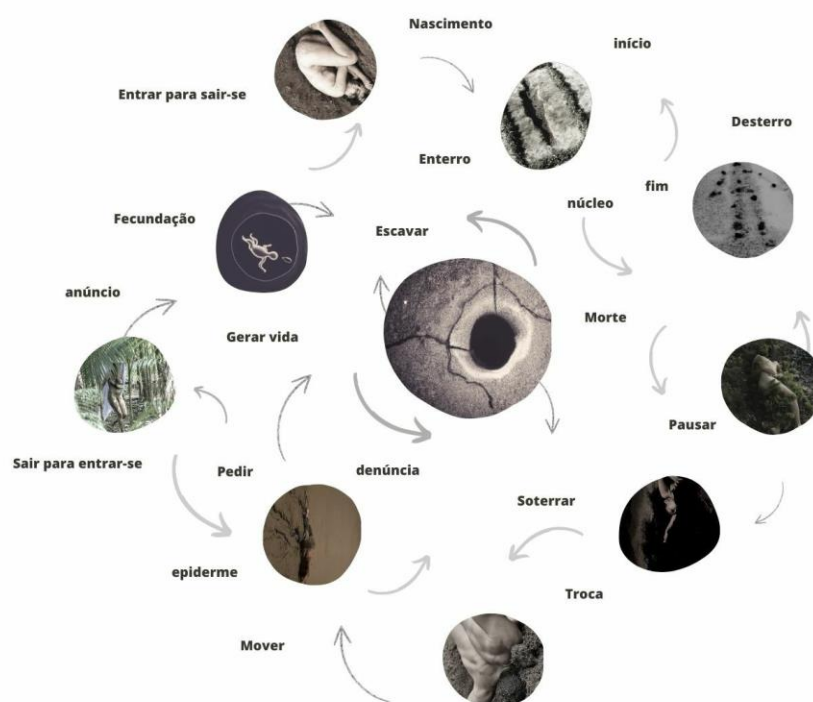 Nascimento
início
Entrar para sair-se
Desterro
Enterro
fim
núcleo
Fecundação
Escavar
anúncio
Morte
Gerar vida
Pausar
Sair para entrar-se
Pedir
denúncia
Soterrar
epiderme
Troca
Mover